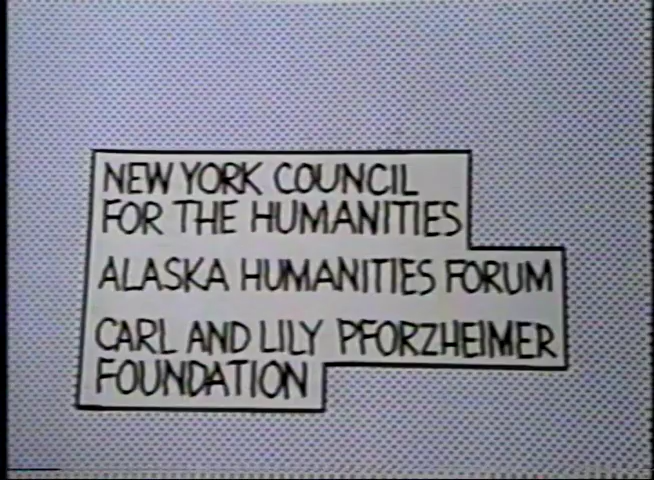 NEW YORK COUNCIL
FOR THE HUMANITIES
ALASKA HUMANITIES FORUM
CARL AND LILY PFORZHEIMER
FOUNDATION